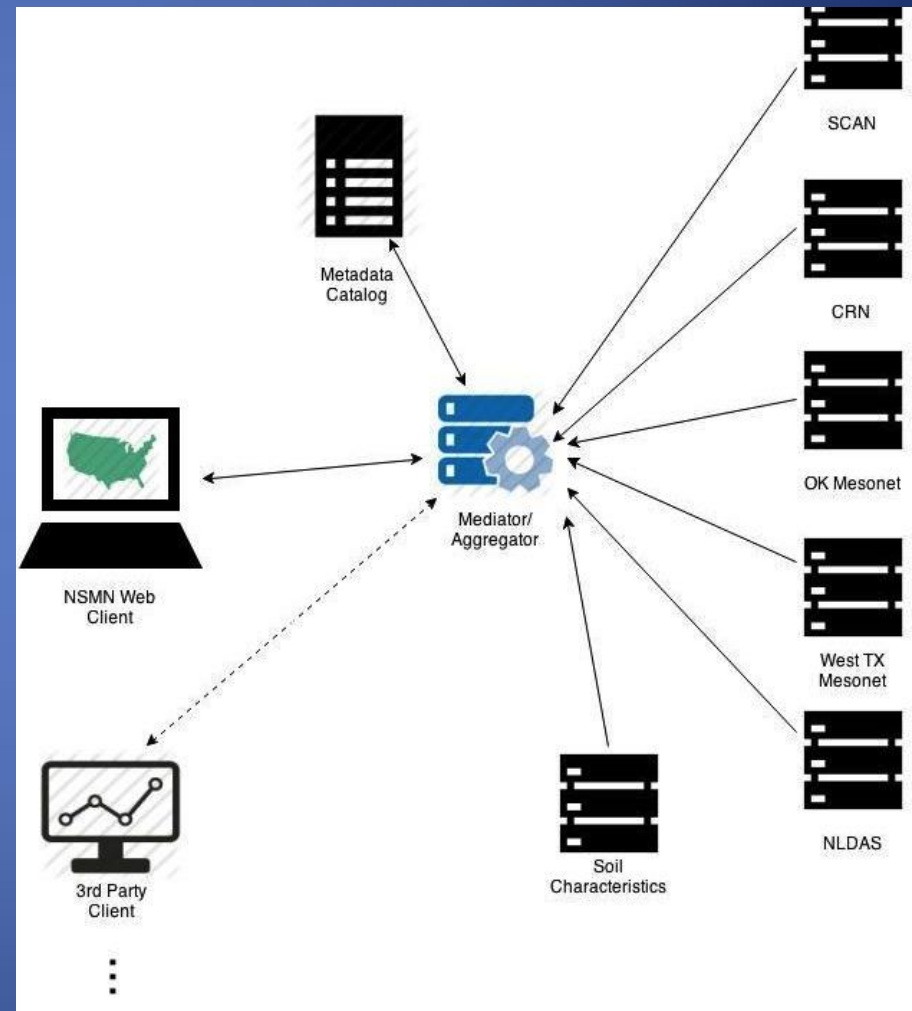 SCAN
Metadata
Catalog
CRN
OK Mesonet
Mediator/
Aggregator
NSMN Web
Client
West TX
Mesonet
NLDAS
Soil
Characteristics
3rd Party
Client